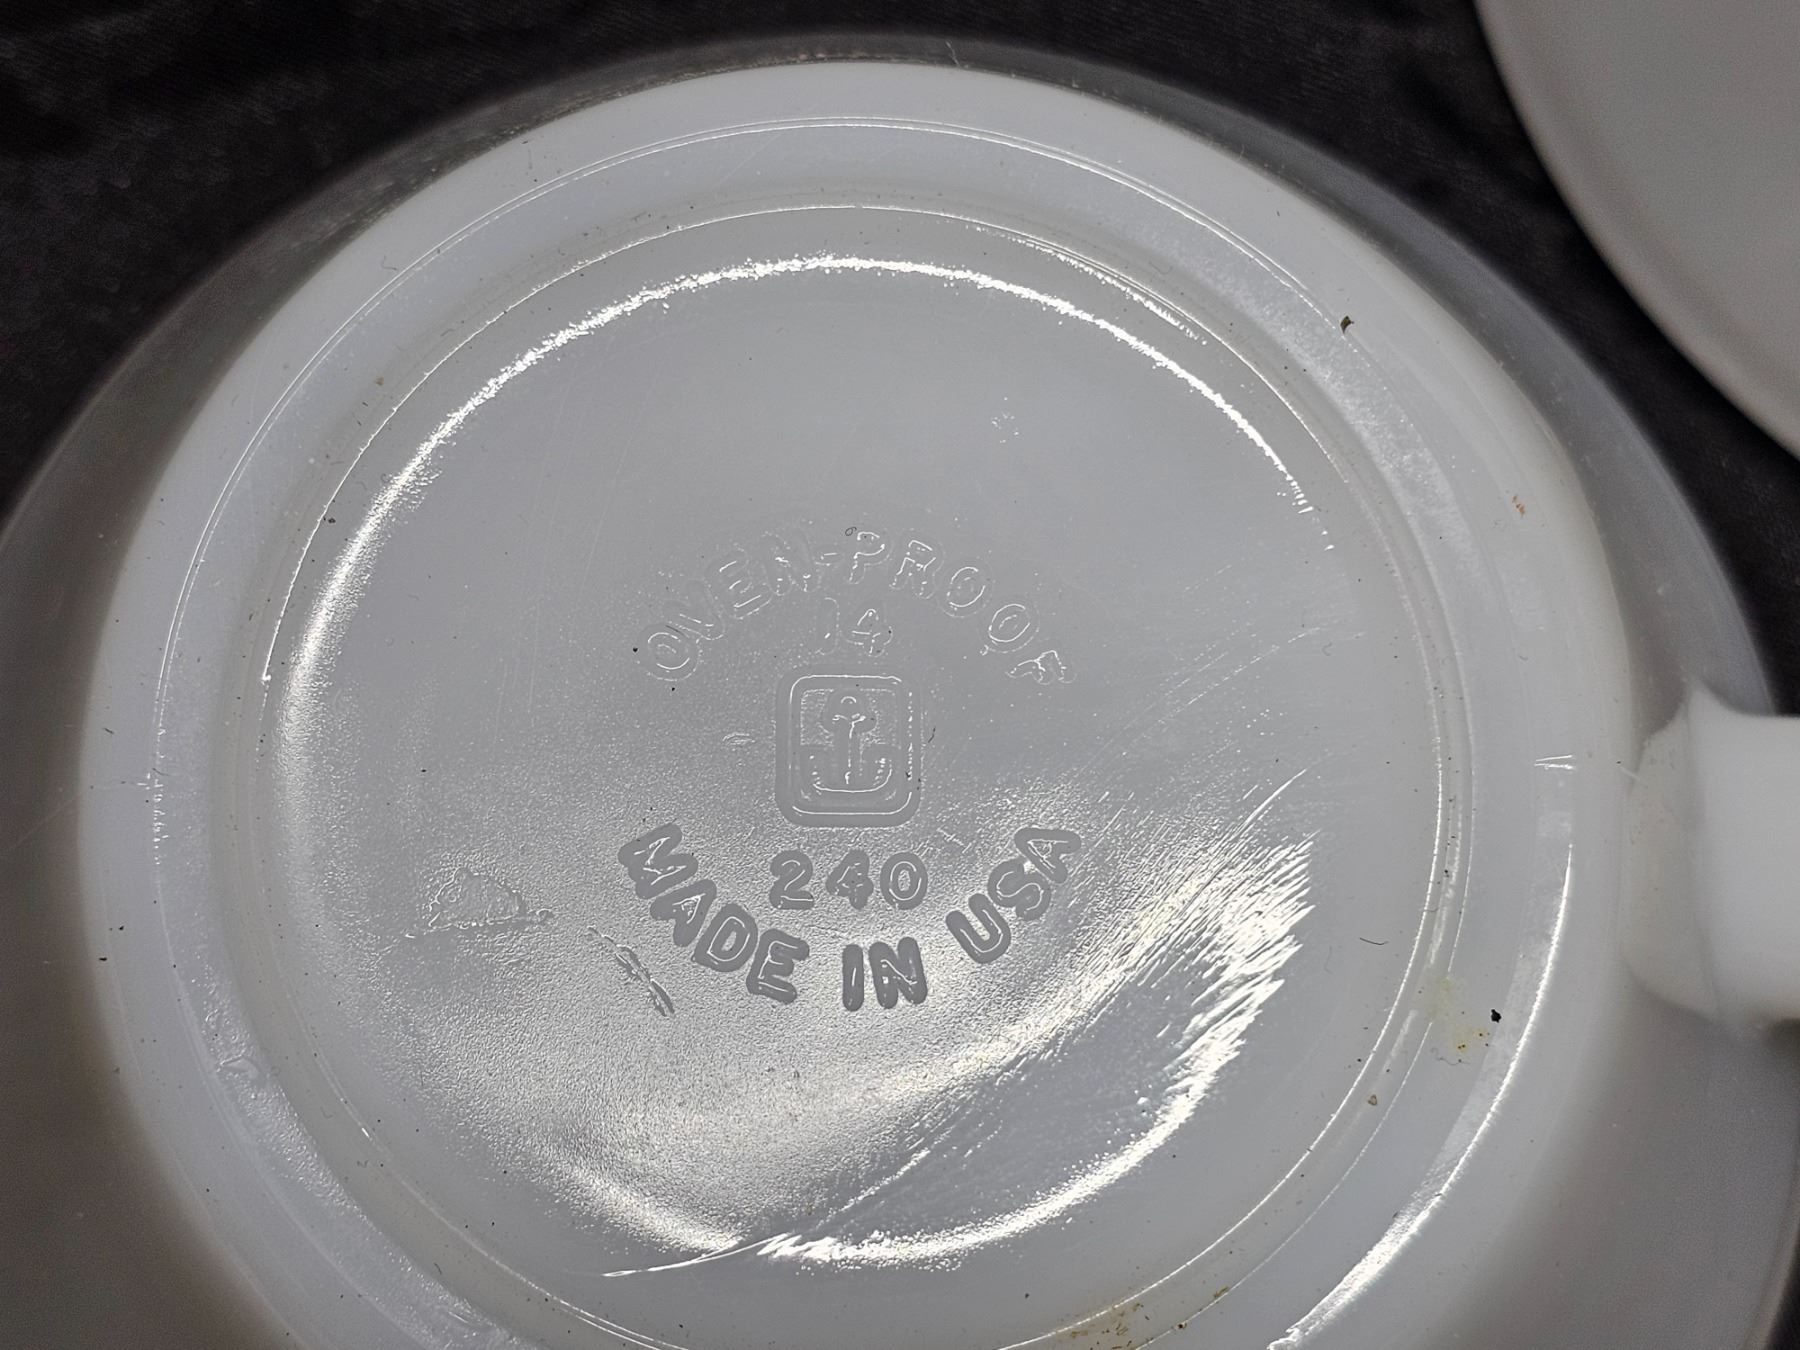 OVEN-PROOF
14
240
MADE IN USA